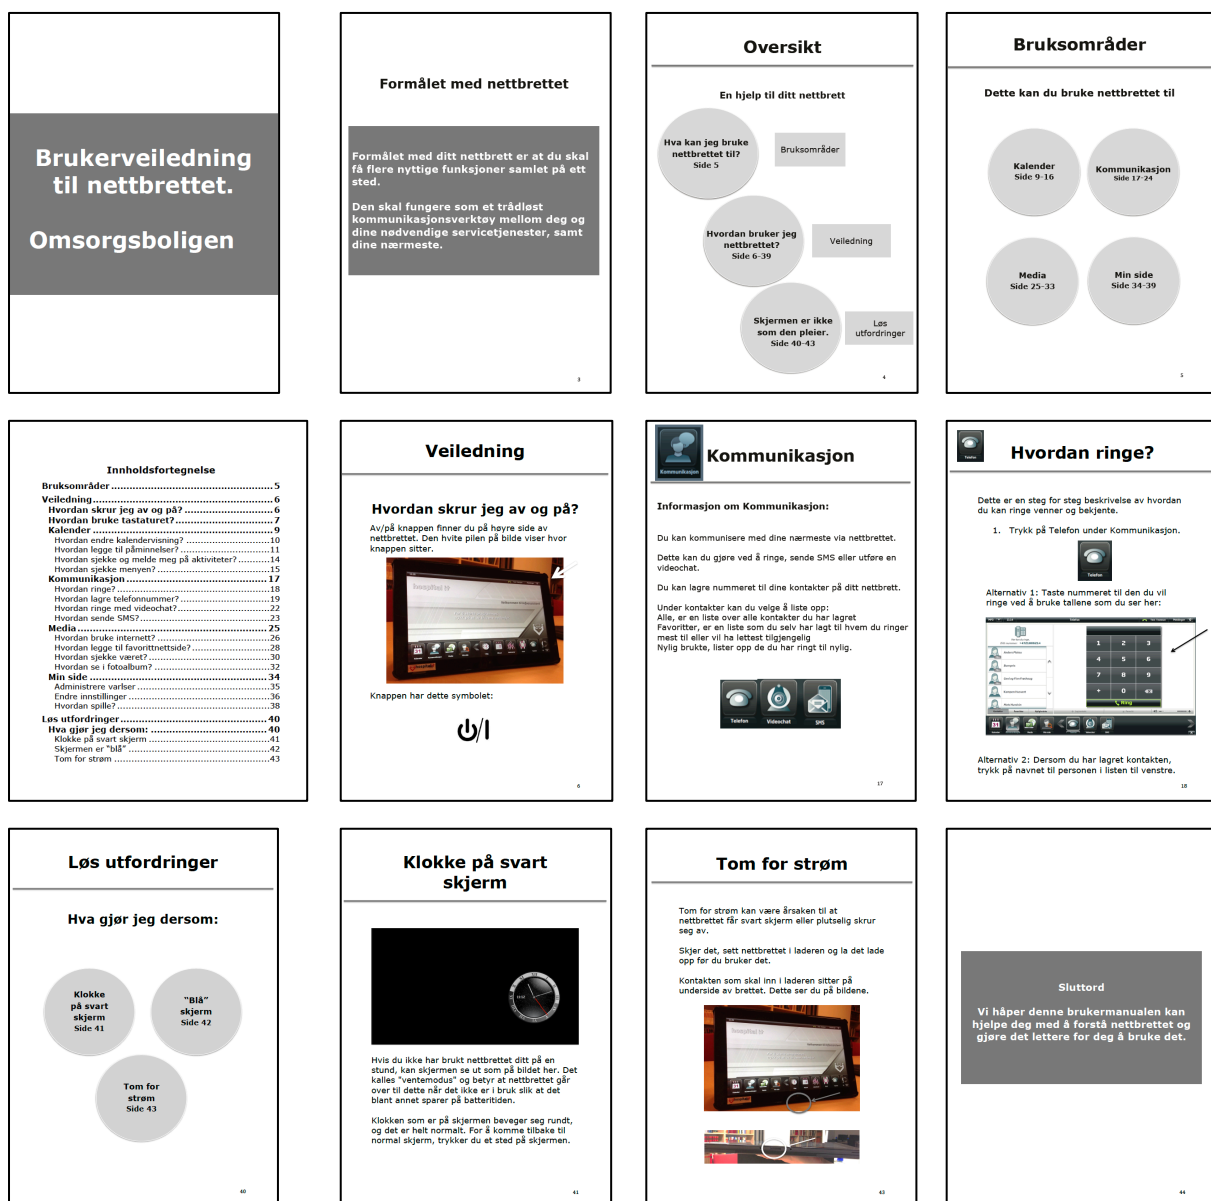 Brukerveiledning
til nettbrettet.
Omsorgsboligen
Formålet med nettbrettet
Formålet med ditt nettbrett er at du skal
få flere nyttige funksjoner samlet på ett
sted.
Den skal fungere som et trådløst
kommunikasjonsverktøy mellom deg og
dine nødvendige servicetjenester, samt
dine nærmeste.
3
Oversikt
En hjelp til ditt nettbrett
Hva kan jeg bruke
nettbrettet til?
Side 5
Bruksområder
Hvordan bruker jeg
nettbrettet?
Side 6-39
Veiledning
Skjermen er ikke
som den pleier.
Side 40-43
Løs
utfordringer
4
Bruksområder
Dette kan du bruke nettbrettet til
Kalender
Side 9-16
Kommunikasjon
Side 17-24
Media
Side 25-33
Min side
Side 34-39
5
Innholdsfortegnelse
Bruksområder 5
Veiledning 6
Hvordan skrur jeg av og på? 6
Hvordan bruke tastaturet? 7
Kalender 9
Hvordan endre kalendervisning? 10
Hvordan legge til påminnelser? 11
Hvordan sjekke og melde meg på aktiviteter? 14
Hvordan sjekke menyen? 15
Kommunikasjon 17
Hvordan ringe? 18
Hvordan lagre telefonnummer? 19
Hvordan ringe med videochat? 22
Hvordan sende SMS? 23
Media 25
Hvordan bruke internett? 26
Hvordan legge til favorittnettside? 28
Hvordan sjekke været? 30
Hvordan se i fotoalbum? 32
Min side 34
Administrere varlser 35
Endre innstillinger 36
Hvordan spille? 38
Løs utfordringer 40
Hva gjør jeg dersom: 40
Klokke på svart skjerm 41
Skjermen er "blå" 42
Tom for strøm 43
Veiledning
Hvordan skrur jeg av og på?
Av/på knappen finner du på høyre side av
nettbrettet. Den hvite pilen på bilde viser hvor
knappen sitter.
Knappen har dette symbolet:
6
Kommunikasjon
Kommunikasjon
Informasjon om Kommunikasjon:
Du kan kommunisere med dine nærmeste via nettbrettet.
Dette kan du gjøre ved å ringe, sende SMS eller utføre en
videochat.
Du kan lagre nummeret til dine kontakter på ditt nettbrett.
Under kontakter kan du velge å liste opp:
Alle, er en liste over alle kontakter du har lagret
Favoritter, er en liste som du selv har lagt til hvem du ringer
mest til eller vil ha lettest tilgjengelig
Nylig brukte, lister opp de du har ringt til nylig.
Telefon Videochat SMS
17
Telefon
Hvordan ringe?
Dette er en steg for steg beskrivelse av hvordan
du kan ringe venner og bekjente.
1. Trykk på Telefon under Kommunikasjon.
Telefon
Alternativ 1: Taste nummeret til den du vil
ringe ved å bruke tallene som du ser her:
1 2 3
4 5 6
7 8 9
+ 0
Ring
Alternativ 2: Dersom du har lagret kontakten,
trykk på navnet til personen i listen til venstre.
18
Løs utfordringer
Hva gjør jeg dersom:
Klokke
på svart
skjerm
Side 41
"Blå"
skjerm
Side 42
Tom for
strøm
Side 43
40
Klokke på svart
skjerm
Hvis du ikke har brukt nettbrettet ditt på en
stund, kan skjermen se ut som på bildet her. Det
kalles "ventemodus" og betyr at nettbrettet går
over til dette når det ikke er i bruk slik at det
blant annet sparer på batteritiden.
Klokken som er på skjermen beveger seg rundt,
og det er helt normalt. For å komme tilbake til
normal skjerm, trykker du et sted på skjermen.
41
Tom for strøm
Tom for strøm kan være årsaken til at
nettbrettet får svart skjerm eller plutselig skrur
seg av.
Skjer det, sett nettbrettet i laderen og la det lade
opp før du bruker det.
Kontakten som skal inn i laderen sitter på
underside av brettet. Dette ser du på bildene.
43
Sluttord
Vi håper denne brukermanualen kan
hjelpe deg med å forstå nettbrettet og
gjøre det lettere for deg å bruke det.
44